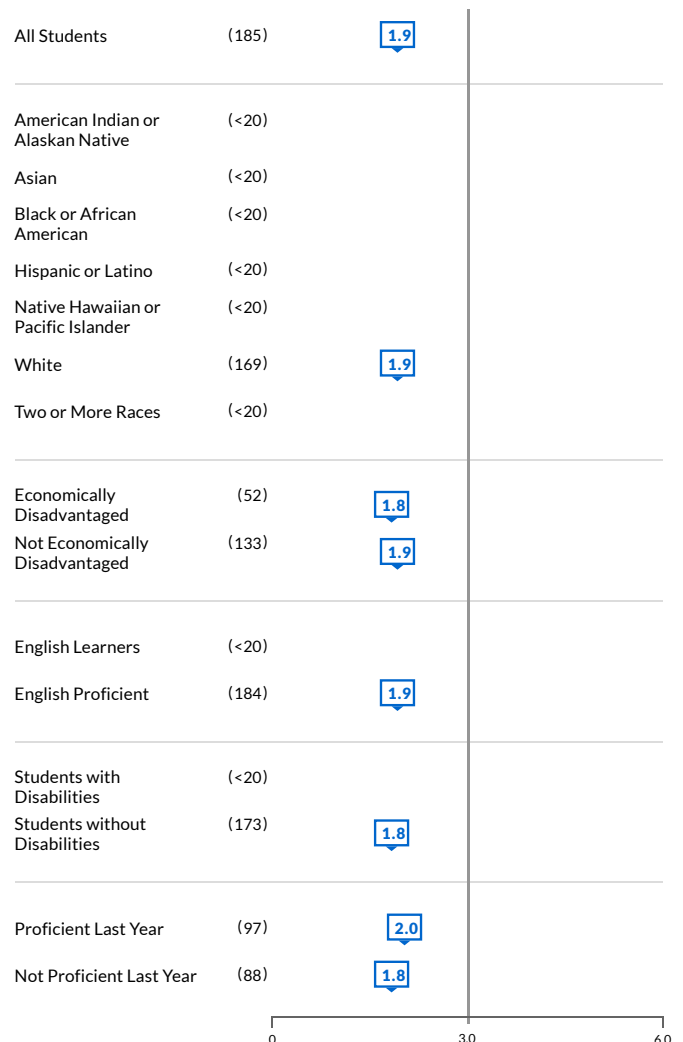 All Students (185) 1.9
American Indian or (<20)
Alaskan Native
Asian (<20)
Black or African (<20)
American
Hispanic or Latino (<20)
Native Hawaiian or (<20)
Pacific Islander
White (169) 1.9
Two or More Races (<20)
Economically (52) 1.8
Disadvantaged
Not Economically (133) 1.9
Disadvantaged
English Learners (<20)
English Proficient (184) 1.9
Students with (<20)
Disabilities
Students without (173) 1.8
Disabilities
Proficient Last Year (97) 2.0
Not Proficient Last Year (88) 1.8
0 3.0 6.0